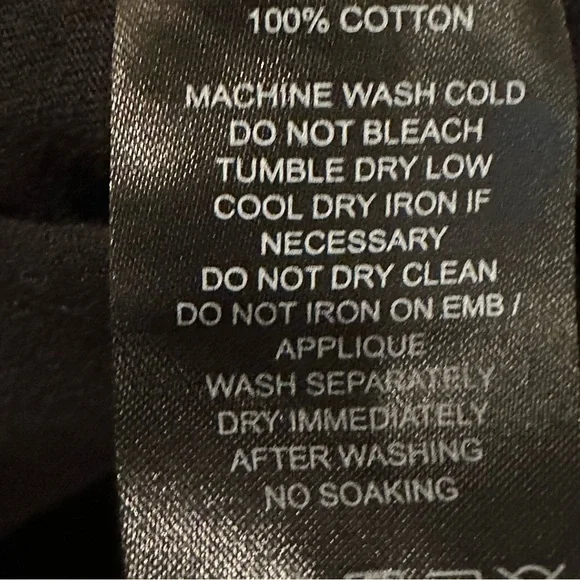 100% COTTON
MACHINE WASH COLD
DO NOT BLEACH
TUMBLE DRY LOW
COOL DRY IRON IF
NECESSARY
DO NOT DRY CLEAN
DO NOT IRON ON EMB /
APPLIQUE
WASH SEPARATELY
DRY IMMEDIATELY
AFTER WASHING
NO SOAKING